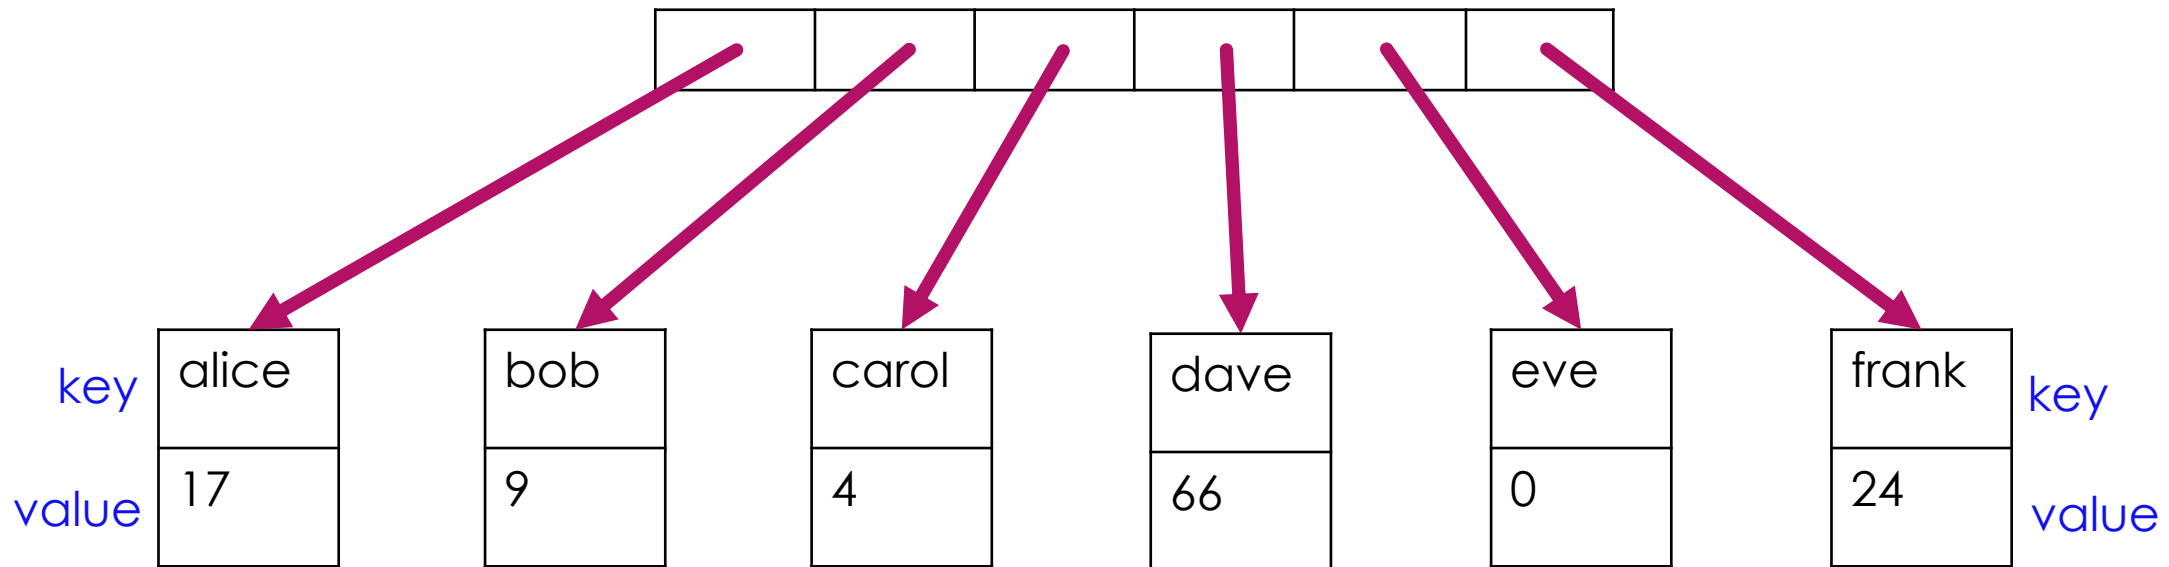 key alice bob carol dave eve frank key
value 17 9 4 66 0 24 value